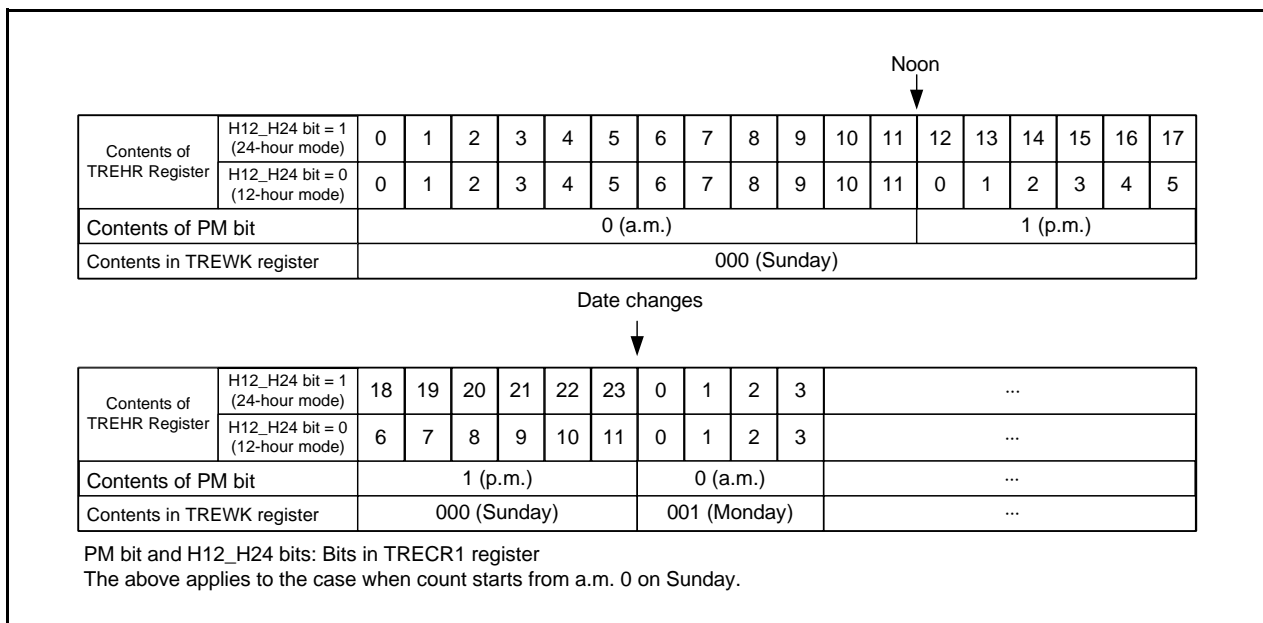 Noon
Contents of TREHR Register
H12_H24 bit = 1 (24-hour mode) 0 1 2 3 4 5 6 7 8 9 10 11 12 13 14 15 16 17
H12_H24 bit = 0 (12-hour mode) 0 1 2 3 4 5 6 7 8 9 10 11 0 1 2 3 4 5
Contents of PM bit 0 (a.m.) 1 (p.m.)
Contents in TREWK register 000 (Sunday)
Date changes
Contents of TREHR Register
H12_H24 bit = 1 (24-hour mode) 18 19 20 21 22 23 0 1 2 3 ...
H12_H24 bit = 0 (12-hour mode) 6 7 8 9 10 11 0 1 2 3 ...
Contents of PM bit 1 (p.m.) 0 (a.m.) ...
Contents in TREWK register 000 (Sunday) 001 (Monday) ...
PM bit and H12_H24 bits: Bits in TRECR1 register
The above applies to the case when count starts from a.m. 0 on Sunday.